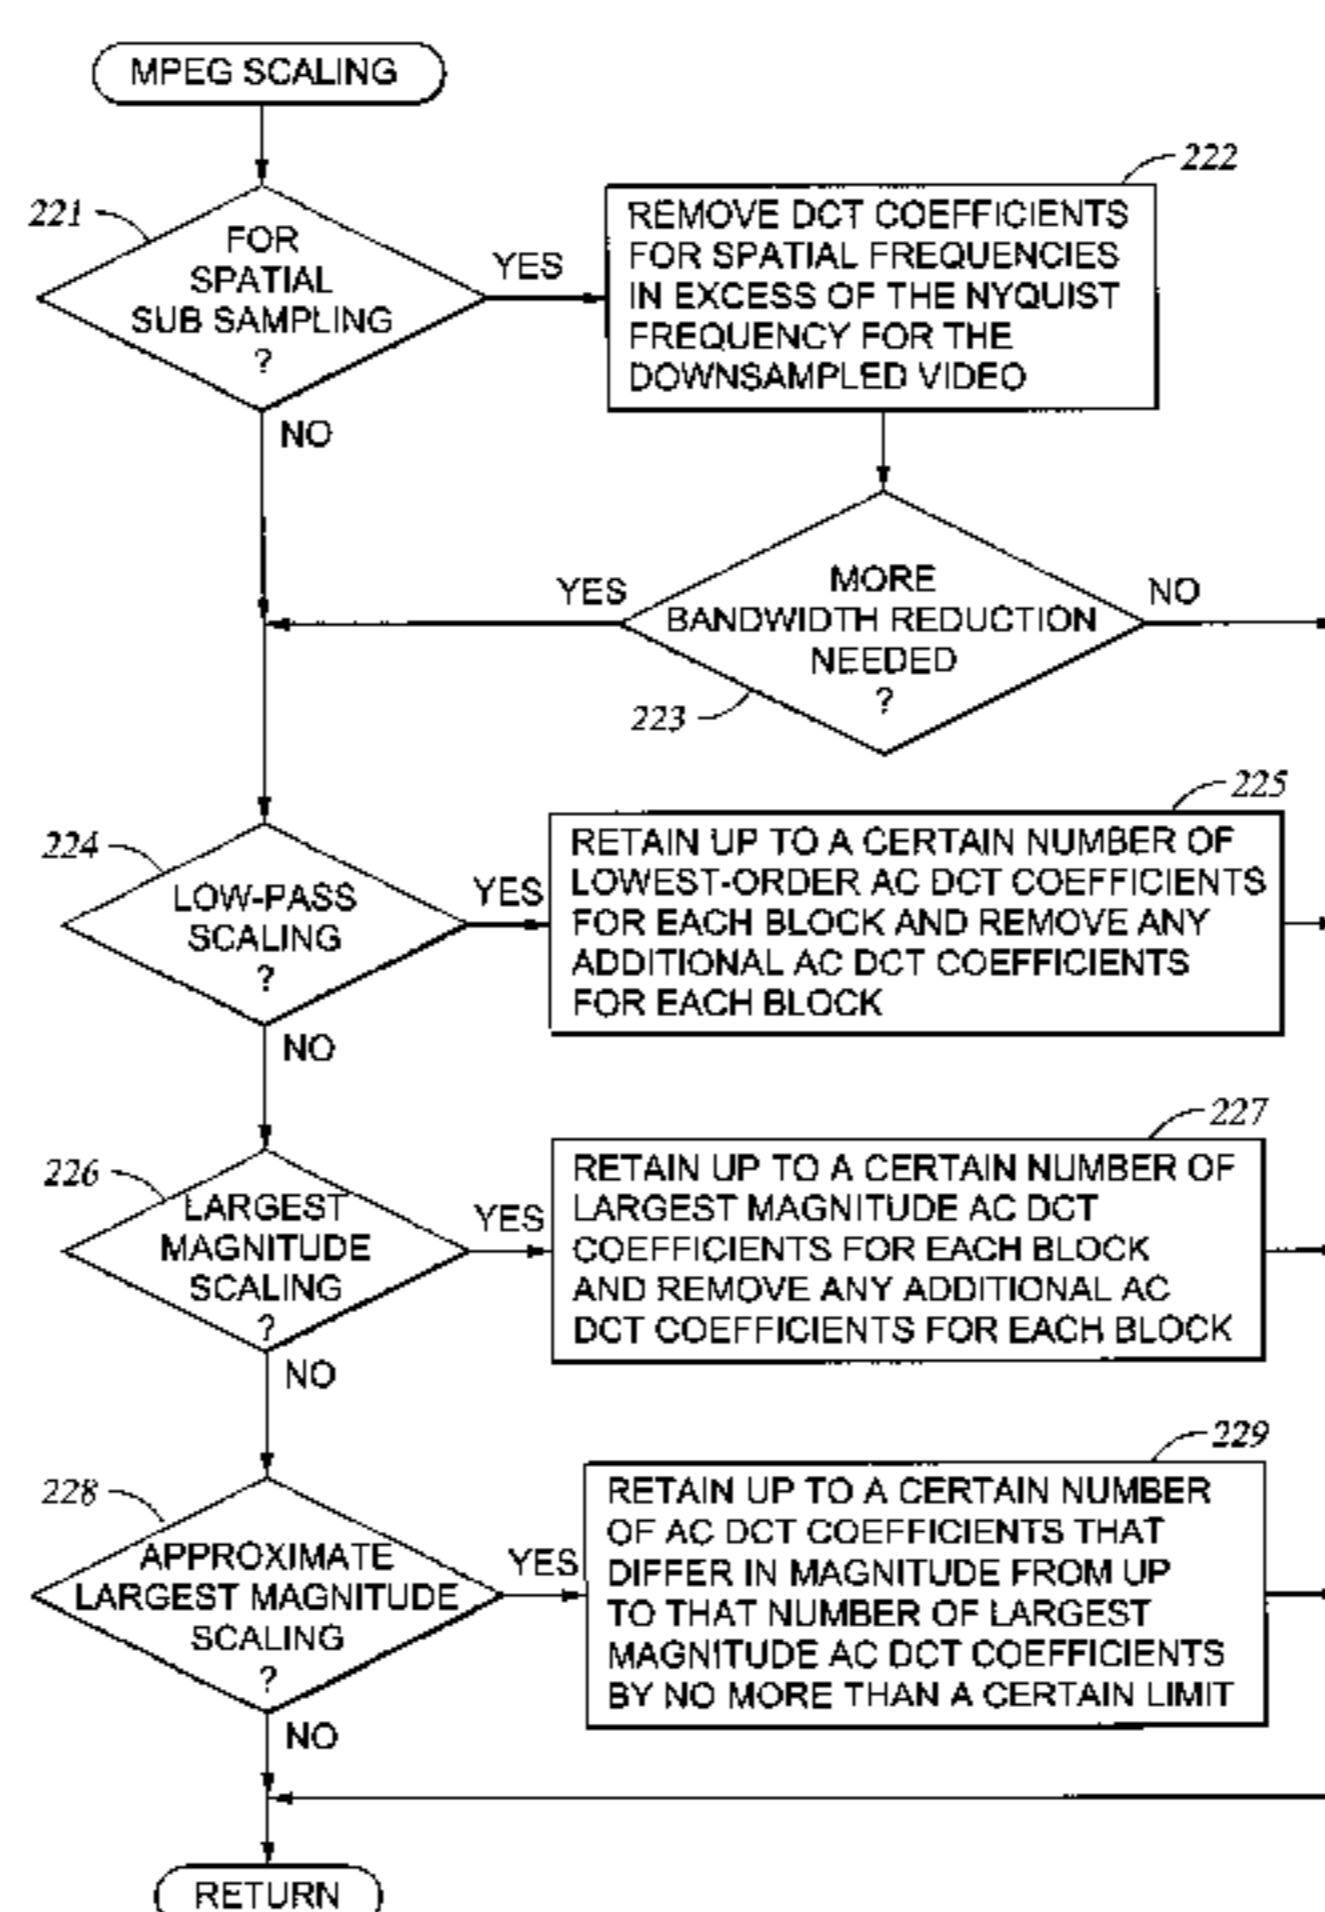 MPEG SCALING
221
FOR
SPATIAL
SUB SAMPLING
?
YES
NO
222
REMOVE DCT COEFFICIENTS
FOR SPATIAL FREQUENCIES
IN EXCESS OF THE NYQUIST
FREQUENCY FOR THE
DOWNSAMPLED VIDEO
YES
MORE
BANDWIDTH REDUCTION
NEEDED
?
NO
223
224
LOW-PASS
SCALING
?
YES
NO
225
RETAIN UP TO A CERTAIN NUMBER OF
LOWEST-ORDER AC DCT COEFFICIENTS
FOR EACH BLOCK AND REMOVE ANY
ADDITIONAL AC DCT COEFFICIENTS
FOR EACH BLOCK
226
LARGEST
MAGNITUDE
SCALING
?
YES
NO
227
RETAIN UP TO A CERTAIN NUMBER OF
LARGEST MAGNITUDE AC DCT
COEFFICIENTS FOR EACH BLOCK
AND REMOVE ANY ADDITIONAL AC
DCT COEFFICIENTS FOR EACH BLOCK
228
APPROXIMATE
LARGEST MAGNITUDE
SCALING
?
YES
NO
229
RETAIN UP TO A CERTAIN NUMBER
OF AC DCT COEFFICIENTS THAT
DIFFER IN MAGNITUDE FROM UP
TO THAT NUMBER OF LARGEST
MAGNITUDE AC DCT COEFFICIENTS
BY NO MORE THAN A CERTAIN LIMIT
RETURN